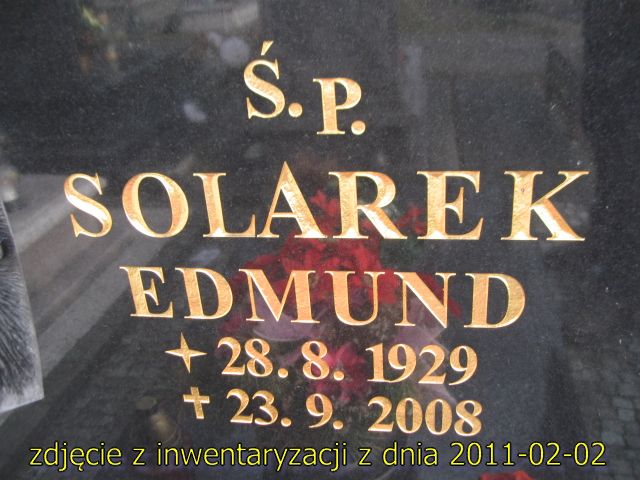 Ś.P.
SOLAREK
EDMUND
28.8.1929
✝ 23.9.2008
zdjęcie z inwentaryzacji z dnia 2011-02-02